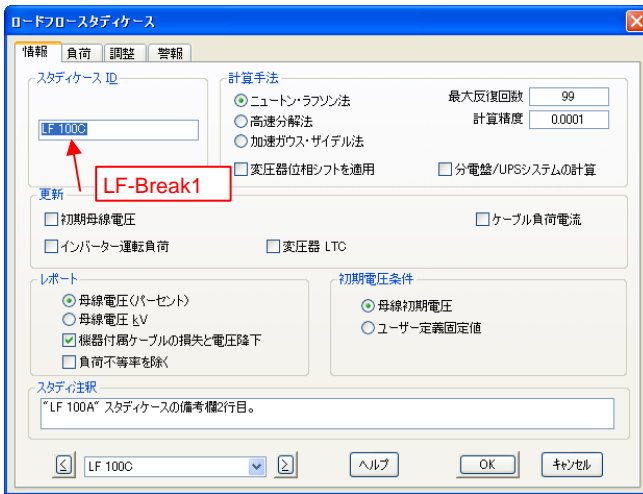 ロードフロースタディケース
情報 負荷 調整 警報
スタディケース ID
LF 100C
LF-Break1
計算手法
ニュートン・ラフソン法
高速分解法
加速ガウス・ザイデル法
最大反復回数 99
計算精度 0.0001
変圧器位相シフトを適用
分電盤/UPSシステムの計算
更新
初期母線電圧
ケーブル負荷電流
インバーター運転負荷
変圧器 LTC
レポート
母線電圧(パーセント)
母線電圧 kV
機器付属ケーブルの損失と電圧降下
負荷不等率を除く
初期電圧条件
母線初期電圧
ユーザー定義固定値
スタディ注釈
"LF 100A" スタディケースの備考欄2行目。
< LF 100C > ヘルプ OK キャンセル